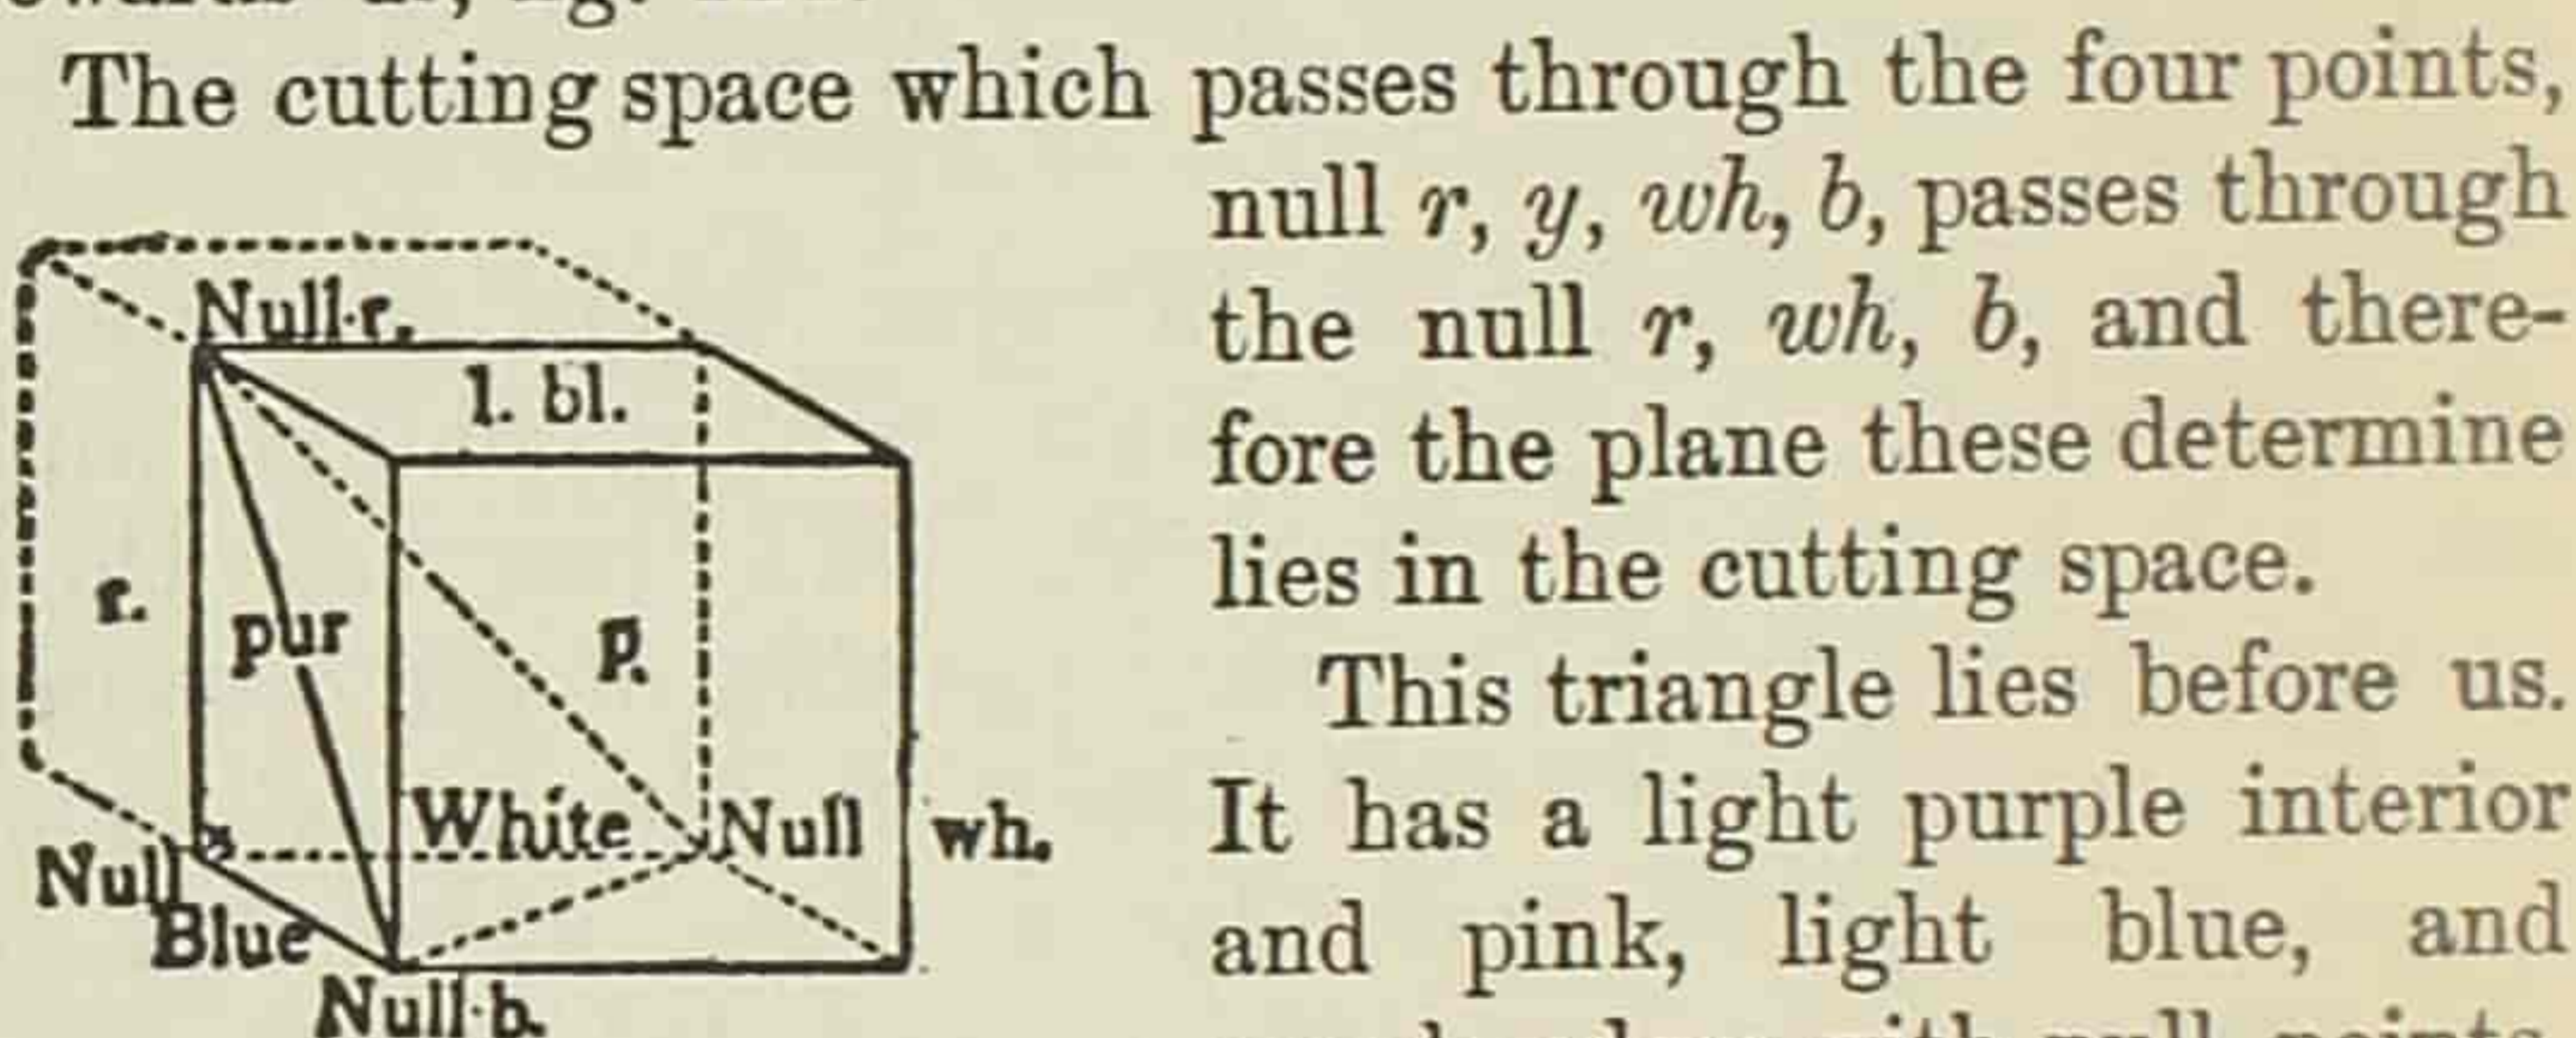 The cutting space which passes through the four points,
null r, y, wh, b, passes through
the null r, wh, b, and there-
fore the plane these determine
lies in the cutting space.
This triangle lies before us.
It has a light purple interior
and pink, light blue, and
Null·r.
l. bl.
r.
pur
p.
White
Null
wh.
Null
Blue
Null·b.